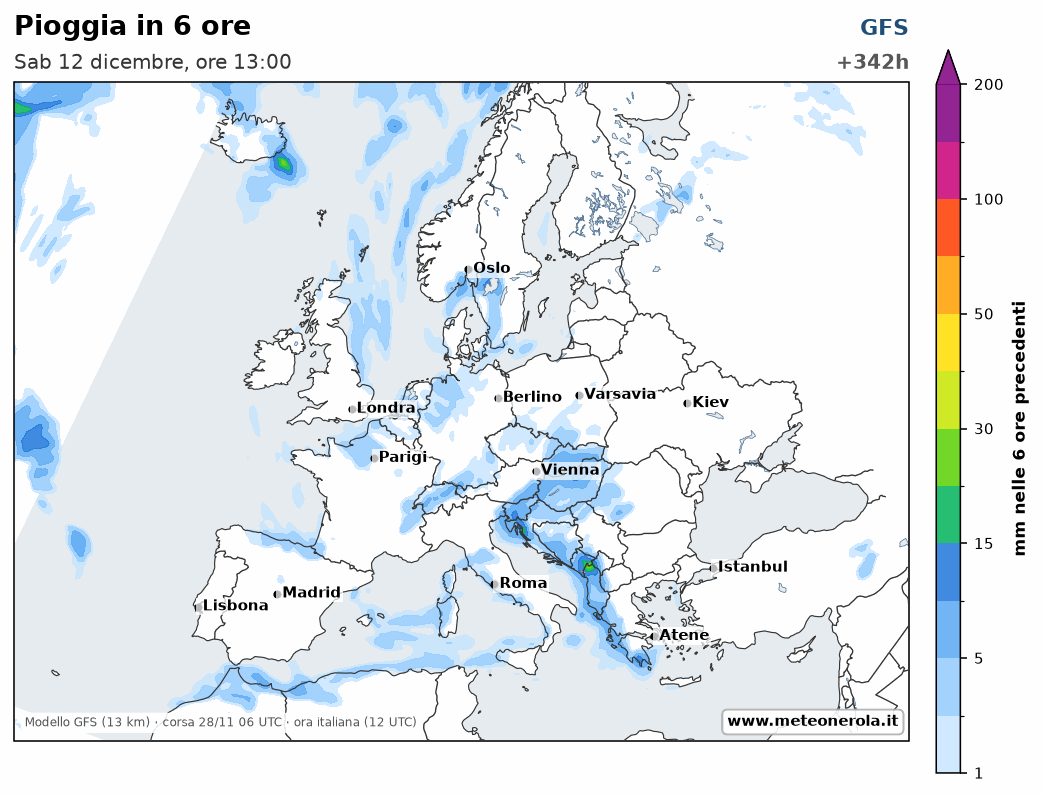 Pioggia in 6 ore
GFS
Sab 12 dicembre, ore 13:00
+342h
200
100
50
30
15
5
1
mm nelle 6 ore precedenti
Oslo
Londra
Berlino
Varsavia
Kiev
Parigi
Vienna
Istanbul
Roma
Madrid
Lisbona
Atene
Modello GFS (13 km) · corsa 28/11 06 UTC · ora italiana (12 UTC)
www.meteonerola.it